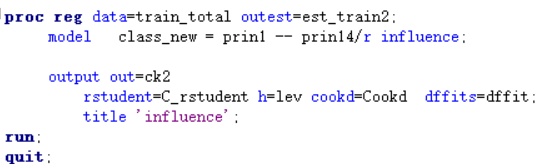 proc reg data=train_total outest=est_train2;
model class_new = prin1 -- prin14/r influence;
output out=ck2
rstudent=C_rstudent h=lev cookd=Cookd dffits=dffit;
title 'influence';
run;
quit;